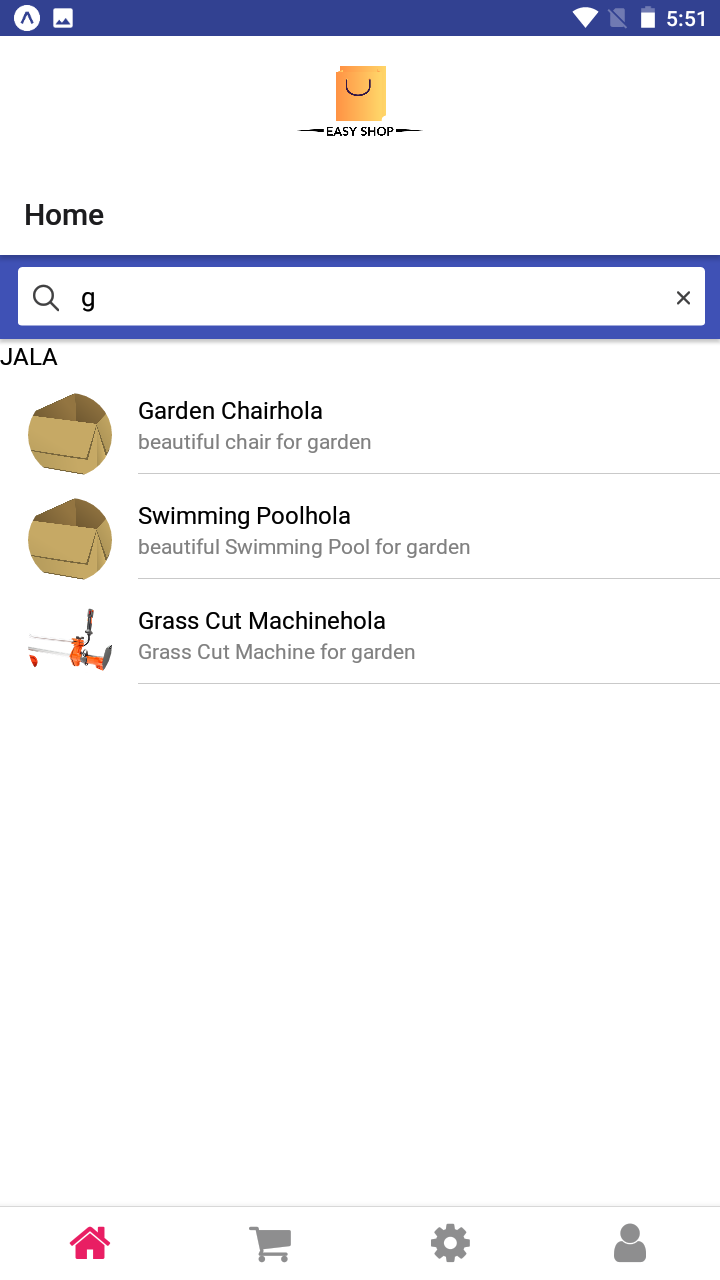 5:51
EASY SHOP
Home
g
JALA
Garden Chairhola
beautiful chair for garden
Swimming Poolhola
beautiful Swimming Pool for garden
Grass Cut Machinehola
Grass Cut Machine for garden